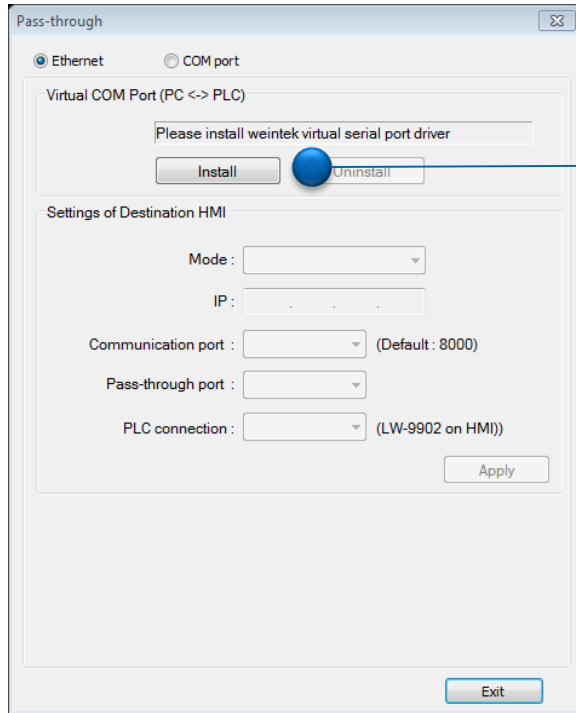 Pass-through
Ethernet COM port
Virtual COM Port (PC <-> PLC)
Please install weintek virtual serial port driver
Install Uninstall
Settings of Destination HMI
Mode :
IP : . . .
Communication port : (Default : 8000)
Pass-through port :
PLC connection : (LW-9902 on HMI))
Apply
Exit